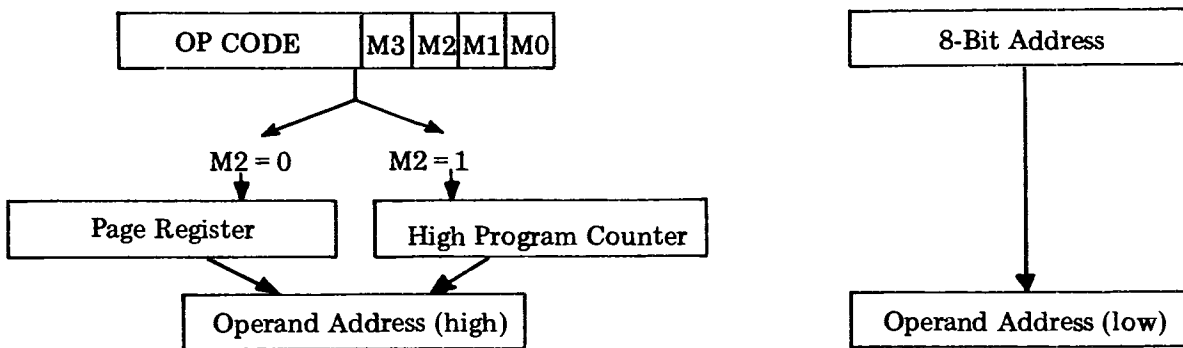 OP CODE M3 M2 M1 M0
8-Bit Address
M2 = 0 M2 = 1
Page Register High Program Counter
Operand Address (high) Operand Address (low)